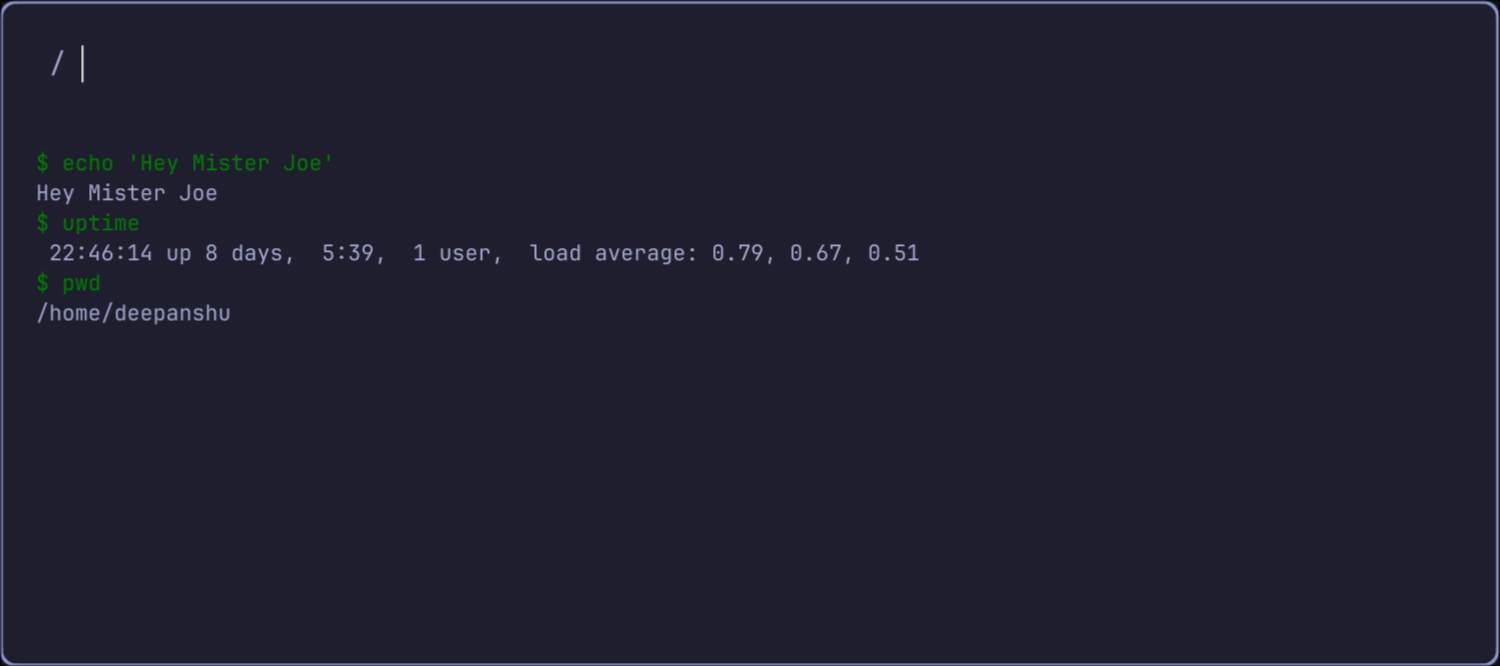 /
$ echo 'Hey Mister Joe'
Hey Mister Joe
$ uptime
 22:46:14 up 8 days,  5:39,  1 user,  load average: 0.79, 0.67, 0.51
$ pwd
/home/deepanshu